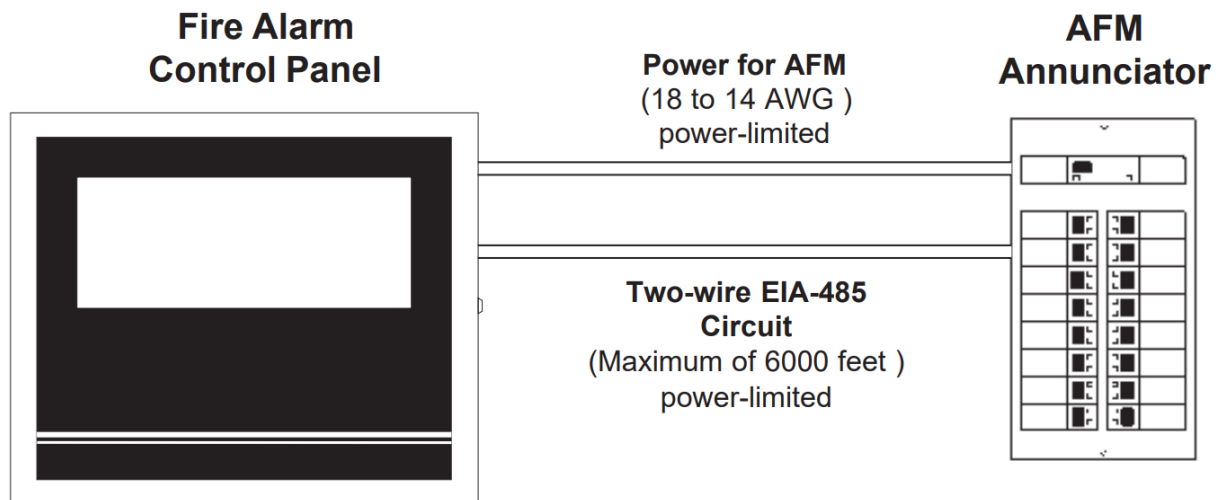 Fire Alarm
Control Panel
Power for AFM
(18 to 14 AWG )
power-limited
AFM
Annunciator
Two-wire EIA-485
Circuit
(Maximum of 6000 feet )
power-limited